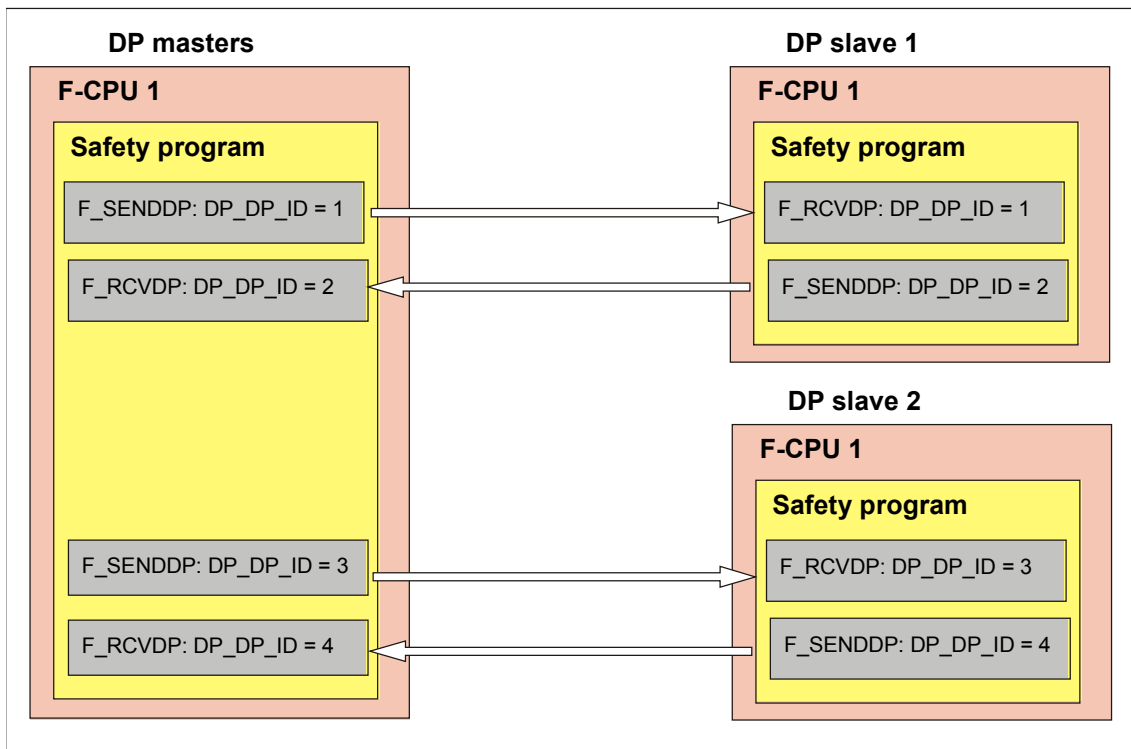 DP masters
F-CPU 1
Safety program
F_SENDDP: DP_DP_ID = 1
F_RCVDP: DP_DP_ID = 2
F_SENDDP: DP_DP_ID = 3
F_RCVDP: DP_DP_ID = 4
DP slave 1
F-CPU 1
Safety program
F_RCVDP: DP_DP_ID = 1
F_SENDDP: DP_DP_ID = 2
DP slave 2
F-CPU 1
Safety program
F_RCVDP: DP_DP_ID = 3
F_SENDDP: DP_DP_ID = 4